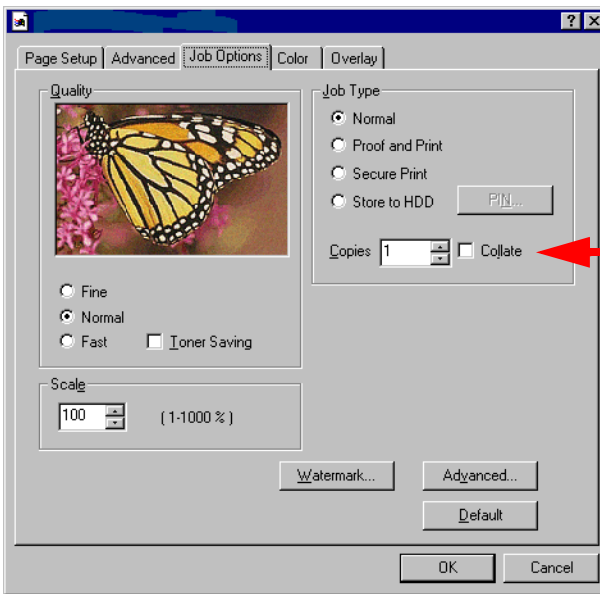 Page Setup Advanced Job Options Color Overlay
Quality
Fine
Normal
Fast Toner Saving
Scale
100 (1-1000 %)
Job Type
Normal
Proof and Print
Secure Print
Store to HDD PIN...
Copies 1 Collate
Watermark... Advanced...
Default
OK Cancel